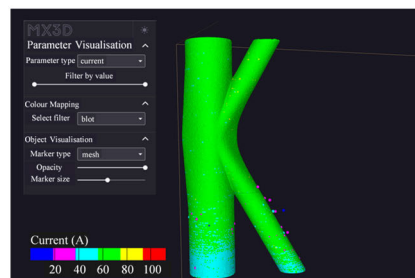 MX3D
Parameter Visualisation
Parameter type current
Filter by value
Colour Mapping
Select filter blot
Object Visualisation
Marker type mesh
Opacity
Marker size
Current (A)
20 40 60 80 100